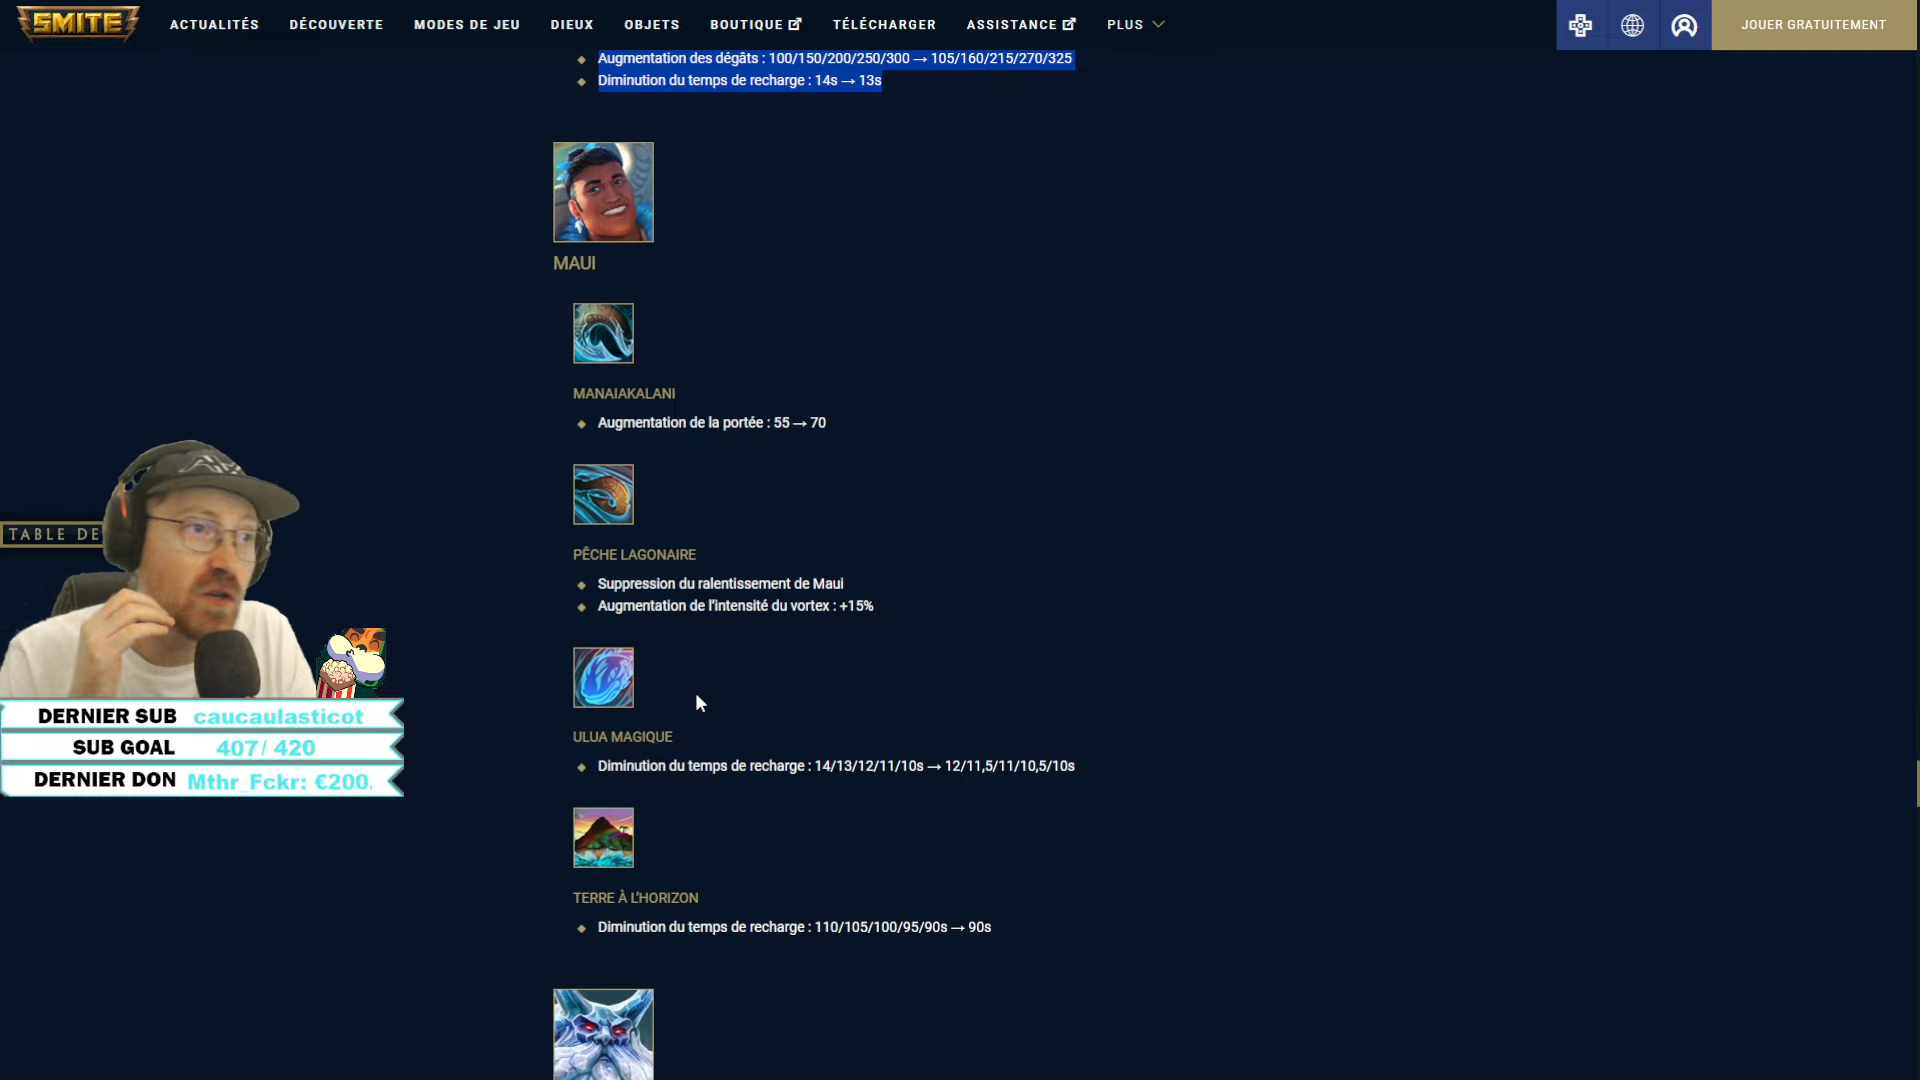 SMITE ACTUALITÉS DÉCOUVERTE MODES DE JEU DIEUX OBJETS BOUTIQUE TÉLÉCHARGER ASSISTANCE PLUS JOUER GRATUITEMENT
Augmentation des dégâts : 100/150/200/250/300 → 105/160/215/270/325
Diminution du temps de recharge : 14s → 13s
MAUI
MANAIAKALANI
Augmentation de la portée : 55 → 70
TABLE DE
PÊCHE LAGONAIRE
Suppression du ralentissement de Maui
Augmentation de l'intensité du vortex : +15%
DERNIER SUB caucaulasticot
SUB GOAL 407/ 420
DERNIER DON Mthr_Fckr: €200.
ULUA MAGIQUE
Diminution du temps de recharge : 14/13/12/11/10s → 12/11,5/11/10,5/10s
TERRE À L'HORIZON
Diminution du temps de recharge : 110/105/100/95/90s → 90s